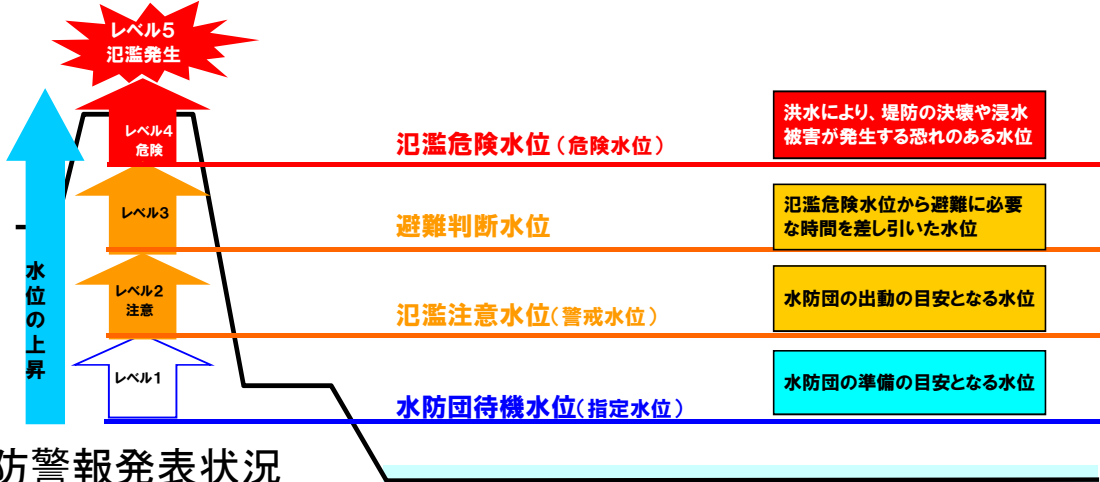 レベル5
氾濫発生
レベル4
危険
氾濫危険水位(危険水位)
洪水により、堤防の決壊や浸水
被害が発生する恐れのある水位
レベル3
避難判断水位
氾濫危険水位から避難に必要
な時間を差し引いた水位
水位の上昇
レベル2
注意
氾濫注意水位(警戒水位)
水防団の出動の目安となる水位
レベル1
水防団待機水位(指定水位)
水防団の準備の目安となる水位
防警報発表状況